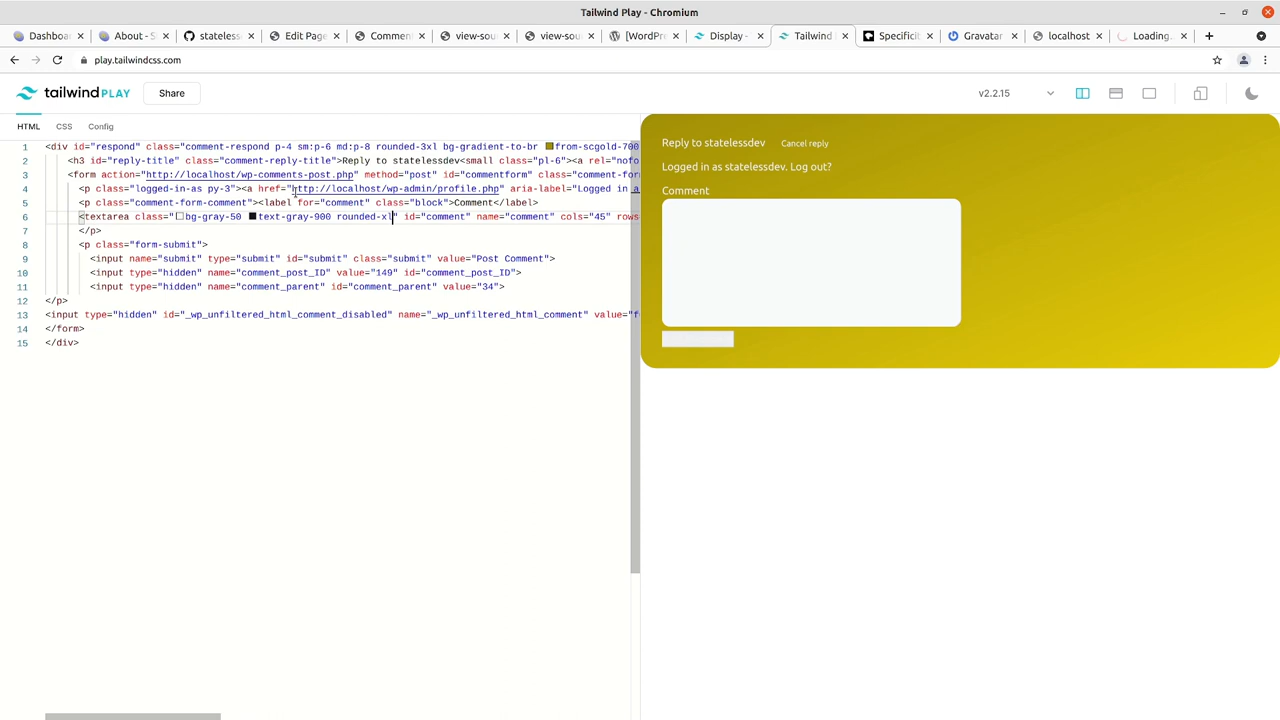 Tailwind Play - Chromium
Dashboa
About - S
stateless
Edit Page
Comment
view-sou
view-sou
[WordPre
Display -
Tailwind
Specificit
Gravatar
localhost
Loading...
play.tailwindcss.com
tailwind PLAY
Share
v2.2.15
HTML
CSS
Config
1 <div id="respond" class="comment-respond p-4 sm:p-6 md:p-8 rounded-3xl bg-gradient-to-br from-scgold-700
2 <h3 id="reply-title" class="comment-reply-title">Reply to statelessdev<small class="pl-6"><a rel="nofo
3 <form action="http://localhost/wp-comments-post.php" method="post" id="commentform" class="comment-for
4 <p class="logged-in-as py-3"><a href="http://localhost/wp-admin/profile.php" aria-label="Logged in a
5 <p class="comment-form-comment"><label for="comment" class="block">Comment</label>
6 <textarea class="bg-gray-50 text-gray-900 rounded-xl" id="comment" name="comment" cols="45" rows
7 </p>
8 <p class="form-submit">
9 <input name="submit" type="submit" id="submit" class="submit" value="Post Comment">
10 <input type="hidden" name="comment_post_ID" value="149" id="comment_post_ID">
11 <input type="hidden" name="comment_parent" id="comment_parent" value="34">
12 </p>
13 <input type="hidden" id="_wp_unfiltered_html_comment_disabled" name="_wp_unfiltered_html_comment" value="f
14 </form>
15 </div>
Reply to statelessdev Cancel reply
Logged in as statelessdev. Log out?
Comment